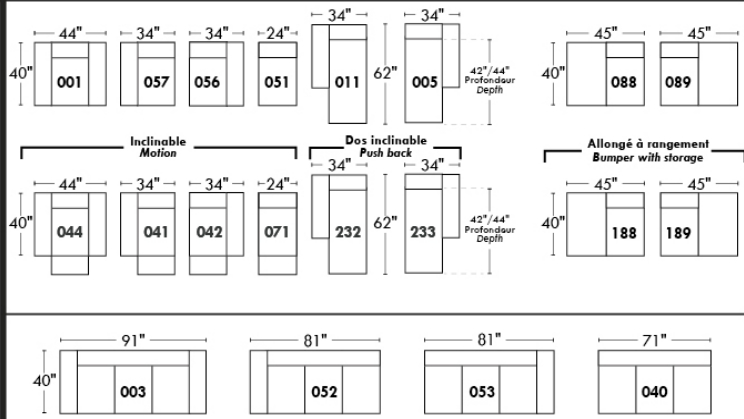 44" 34" 34" 24" 34" 34" 45" 45"
40" 001 057 056 051 011 62" 005 42"/44" Profondeur Depth 40" 088 089
Inclinable
Motion
Dos inclinable
Push back
Allongé à rangement
Bumper with storage
44" 34" 34" 24" 34" 34" 45" 45"
40" 044 041 042 071 232 62" 233 42"/44" Profondeur Depth 40" 188 189
91" 81" 81" 71"
40" 003 052 053 040